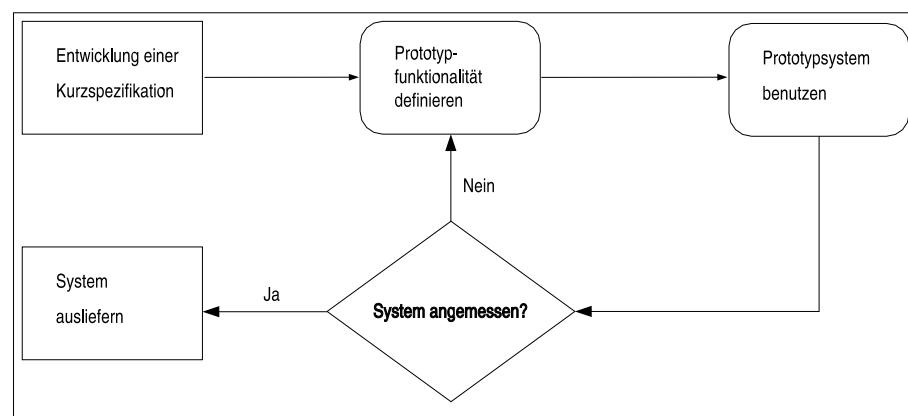 Entwicklung einer
Kurzspezifikation
Prototyp-
funktionalität
definieren
Prototypsystem
benutzen
Nein
System
ausliefern
Ja
System angemessen?